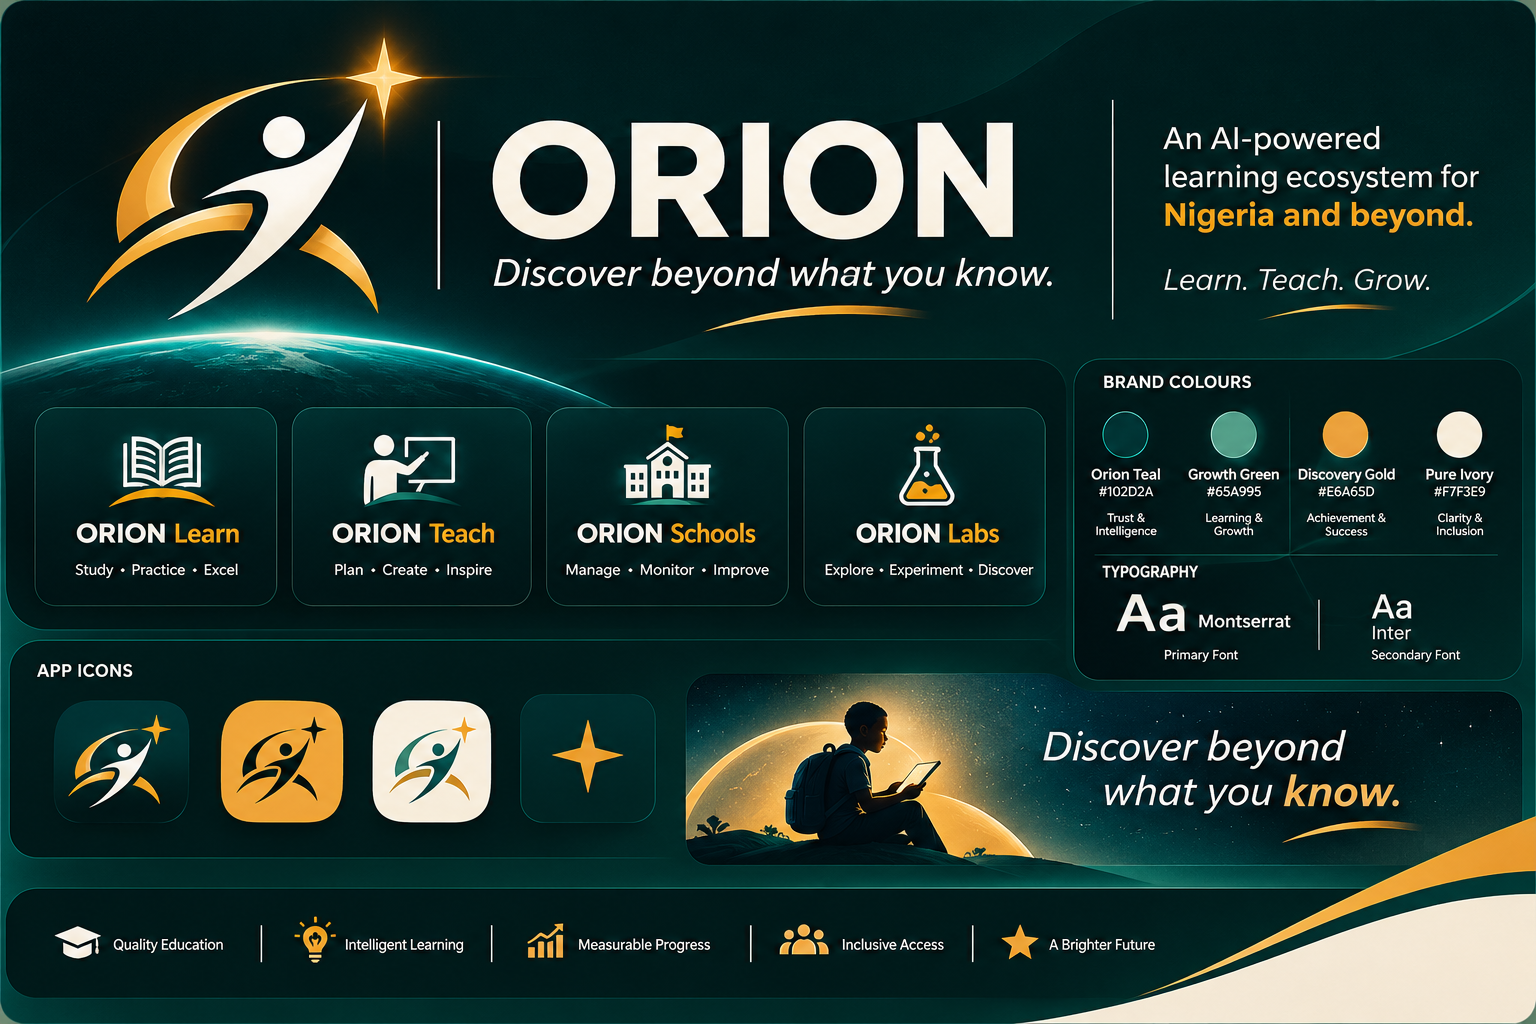 ORION
Discover beyond what you know.
An AI-powered
learning ecosystem for
Nigeria and beyond.
Learn. Teach. Grow.
ORION Learn
Study • Practice • Excel
ORION Teach
Plan • Create • Inspire
ORION Schools
Manage • Monitor • Improve
ORION Labs
Explore • Experiment • Discover
BRAND COLOURS
Orion Teal
#102D2A
Trust &
Intelligence
Growth Green
#65A995
Learning &
Growth
Discovery Gold
#E6A65D
Achievement &
Success
Pure Ivory
#F7F3E9
Clarity &
Inclusion
TYPOGRAPHY
Aa Montserrat
Primary Font
Aa
Inter
Secondary Font
APP ICONS
Discover beyond
what you know.
Quality Education
Intelligent Learning
Measurable Progress
Inclusive Access
A Brighter Future